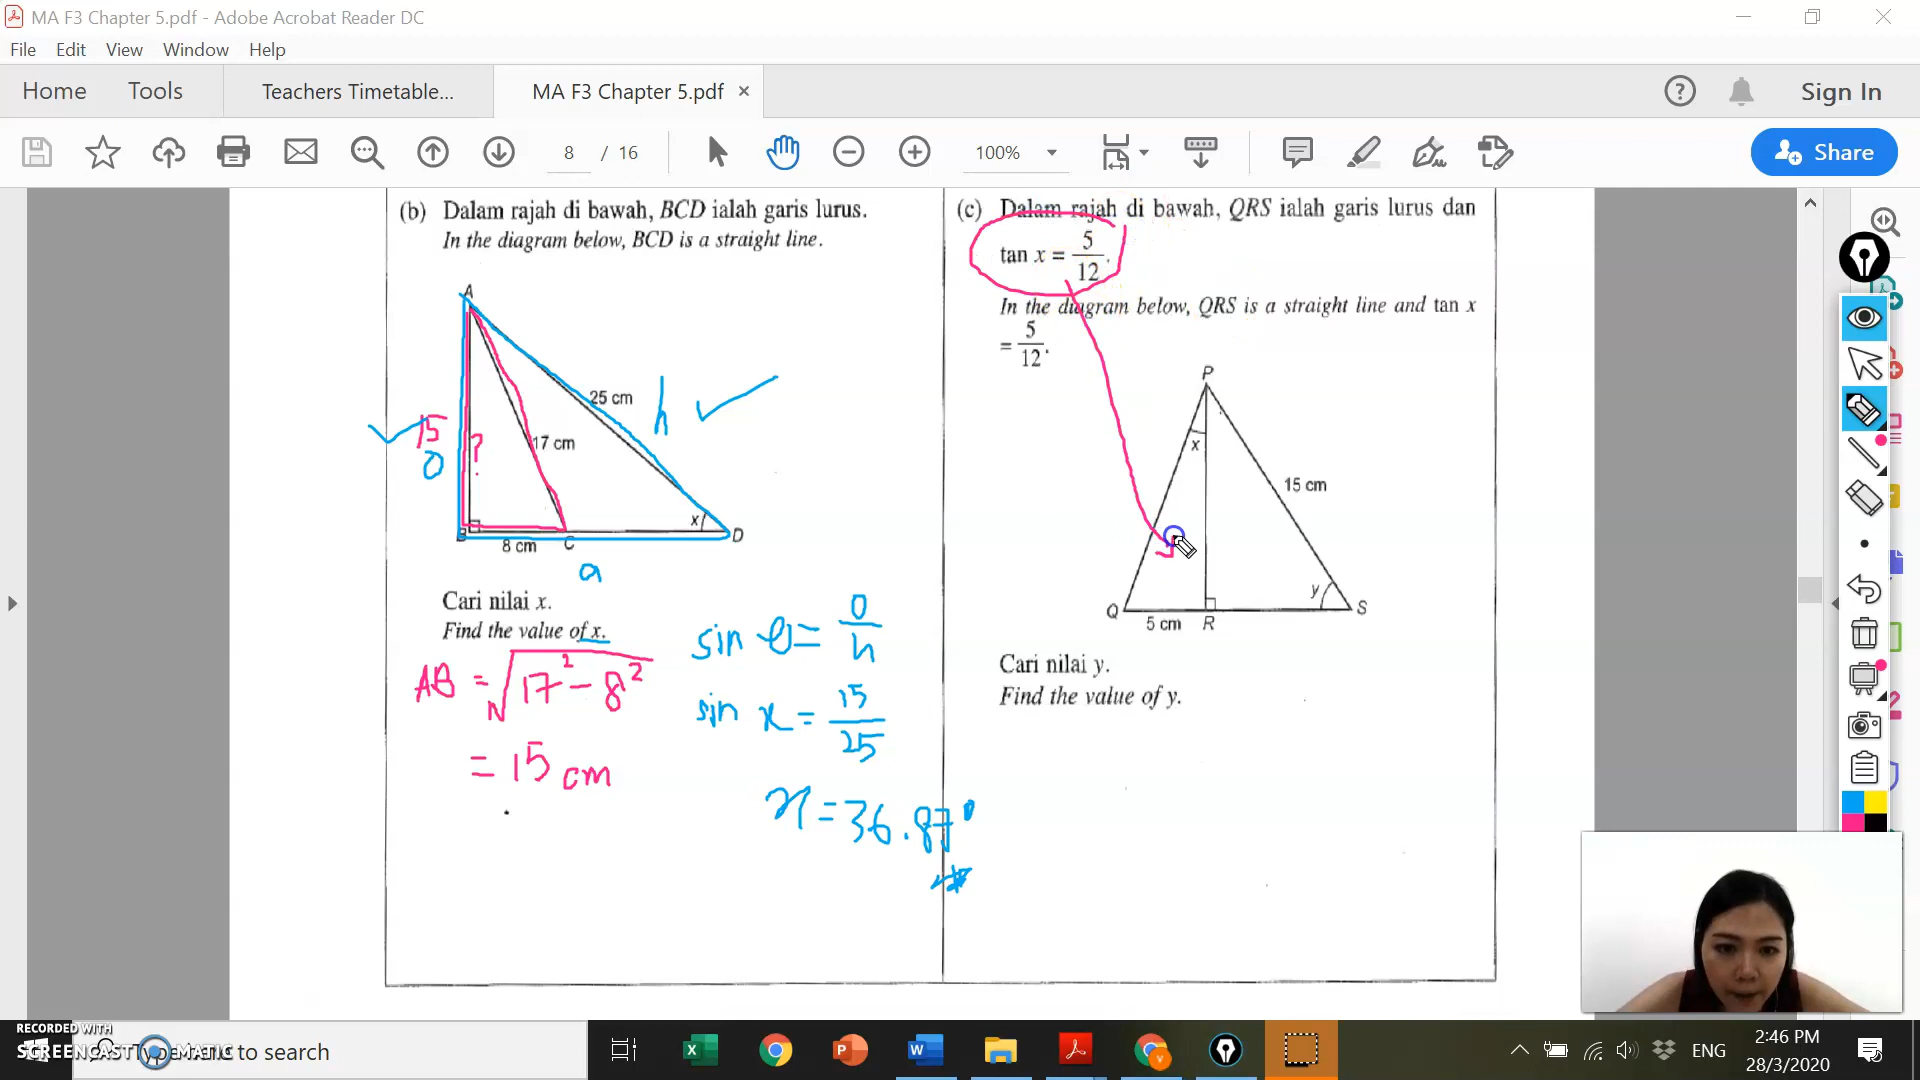 MA F3 Chapter 5.pdf - Adobe Acrobat Reader DC
File Edit View Window Help
Home Tools Teachers Timetable... MA F3 Chapter 5.pdf × Sign In
8 / 16 100% Share
(b) Dalam rajah di bawah, BCD ialah garis lurus.
In the diagram below, BCD is a straight line.
A
25 cm
h
17 cm
15
0
?
x
B
8 cm
C
D
a
Cari nilai x.
Find the value of x.
AB = √17² - 8²
= 15 cm
sin θ = 0/h
sin x = 15/25
x = 36.87°
(c) Dalam rajah di bawah, QRS ialah garis lurus dan
tan x = 5/12.
In the diagram below, QRS is a straight line and tan x
= 5/12.
P
x
15 cm
y
Q
5 cm
R
S
Cari nilai y.
Find the value of y.
RECORDED WITH
SCREENCAST MATIC
to search
ENG
2:46 PM
28/3/2020